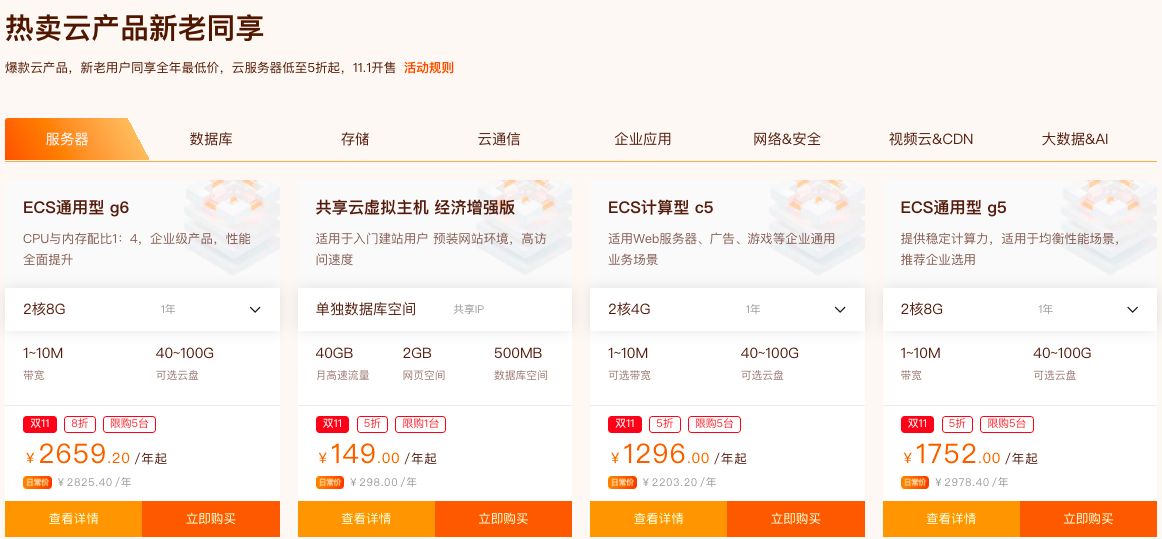 热卖云产品新老同享
爆款云产品，新老用户同享全年最低价，云服务器低至5折起，11.1开售 活动规则
服务器 数据库 存储 云通信 企业应用 网络&安全 视频云&CDN 大数据&AI
ECS通用型 g6
CPU与内存配比1：4，企业级产品，性能
全面提升
2核8G 1年
1~10M 40~100G
带宽 可选云盘
双11 8折 限购5台
¥2659.20 /年起
日常价 ¥2825.40/年
查看详情 立即购买
共享云虚拟主机 经济增强版
适用于入门建站用户 预装网站环境，高访
问速度
单独数据库空间 共享IP
40GB 2GB 500MB
月高速流量 网页空间 数据库空间
双11 5折 限购1台
¥149.00 /年起
日常价 ¥298.00/年
查看详情 立即购买
ECS计算型 c5
适用Web服务器、广告、游戏等企业通用
业务场景
2核4G 1年
1~10M 40~100G
可选带宽 可选云盘
双11 5折 限购5台
¥1296.00 /年起
日常价 ¥2203.20/年
查看详情 立即购买
ECS通用型 g5
提供稳定计算力，适用于均衡性能场景，
推荐企业选用
2核8G 1年
1~10M 40~100G
带宽 可选云盘
双11 5折 限购5台
¥1752.00 /年起
日常价 ¥2978.40/年
查看详情 立即购买